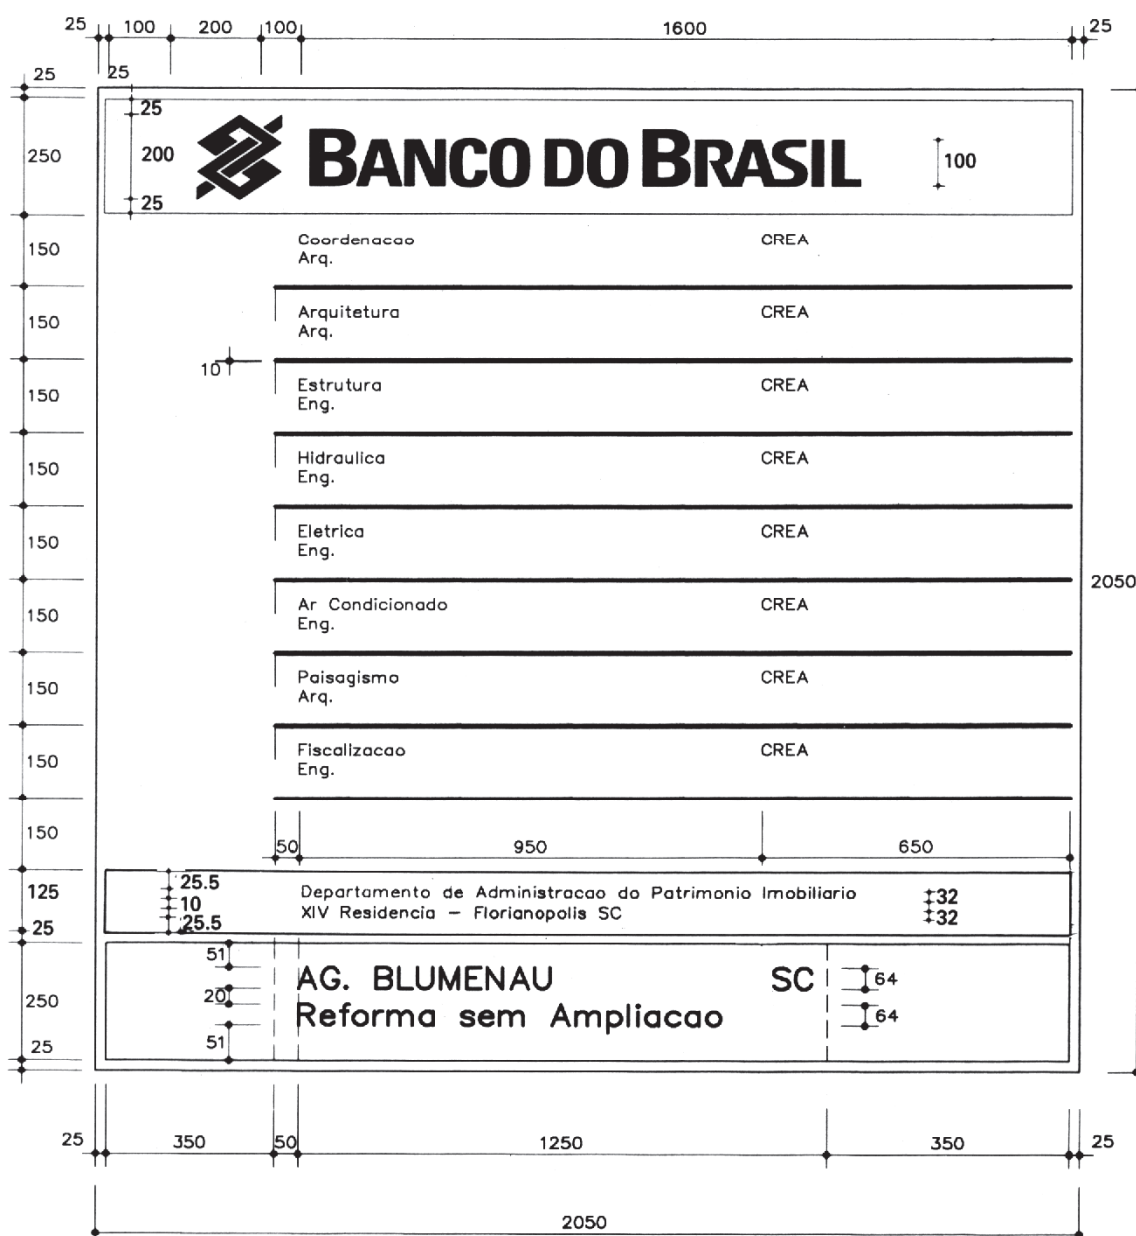 25 100 200 100 1600 25
25 25
25
250 200 BANCO DO BRASIL 100
25
150 Coordenacao CREA
Arq.
150 Arquitetura CREA
Arq.
10
150 Estrutura CREA
Eng.
150 Hidraulica CREA
Eng.
150 Eletrica CREA
Eng.
2050
150 Ar Condicionado CREA
Eng.
150 Paisagismo CREA
Arq.
150 Fiscalizacao CREA
Eng.
150
50 950 650
125 25.5 Departamento de Administracao do Patrimonio Imobiliario 32
10 XIV Residencia – Florianopolis SC 32
25 25.5
51
AG. BLUMENAU SC 64
250 20 Reforma sem Ampliacao 64
25 51
25 350 50 1250 350 25
2050